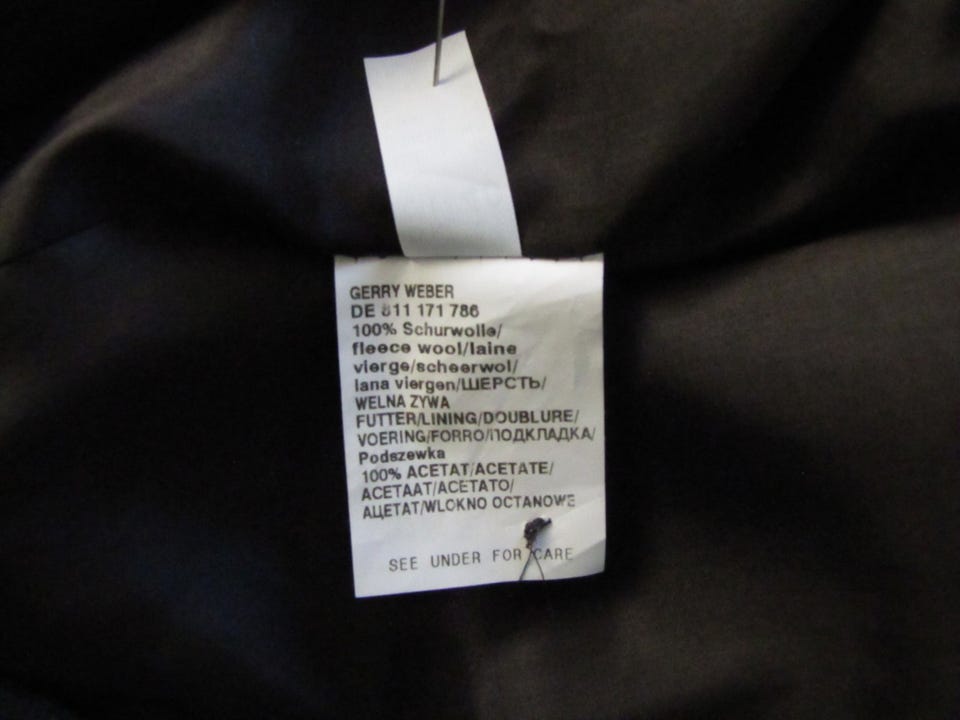 GERRY WEBER
DE 811 171 786
100% Schurwolle/
fleece wool/laine
vierge/scheerwol/
lana viergen/ШЕРСТЬ/
WELNA ZYWA
FUTTER/LINING/DOUBLURE/
VOERING/FORRO/ПОДКЛАДКА/
Podszewka
100% ACETAT/ACETATE/
ACETAAT/ACETATO/
АЦЕТАТ/WLOKNO OCTANOWE
SEE UNDER FOR CARE